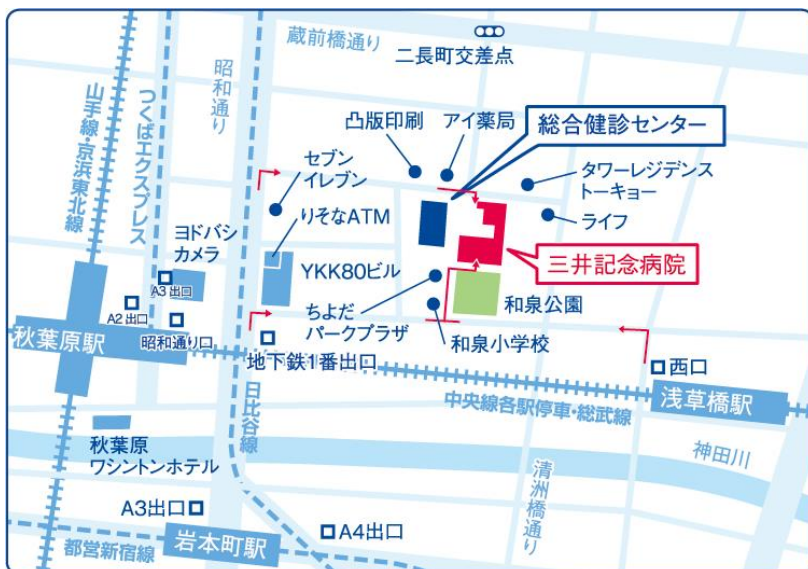 蔵前橋通り
二長町交差点
昭和通り
つくばエクスプレス
山手線・京浜東北線
凸版印刷
アイ薬局
総合健診センター
セブン
イレブン
タワーレジデンス
トーキョー
りそなATM
ライフ
ヨドバシ
カメラ
YKK80ビル
三井記念病院
A3出口
A2出口
昭和通り口
ちよだ
パークプラザ
和泉公園
和泉小学校
秋葉原駅
地下鉄1番出口
西口
浅草橋駅
中央線各駅停車・総武線
日比谷線
秋葉原
ワシントンホテル
神田川
清洲橋通り
A3出口
A4出口
岩本町駅
都営新宿線